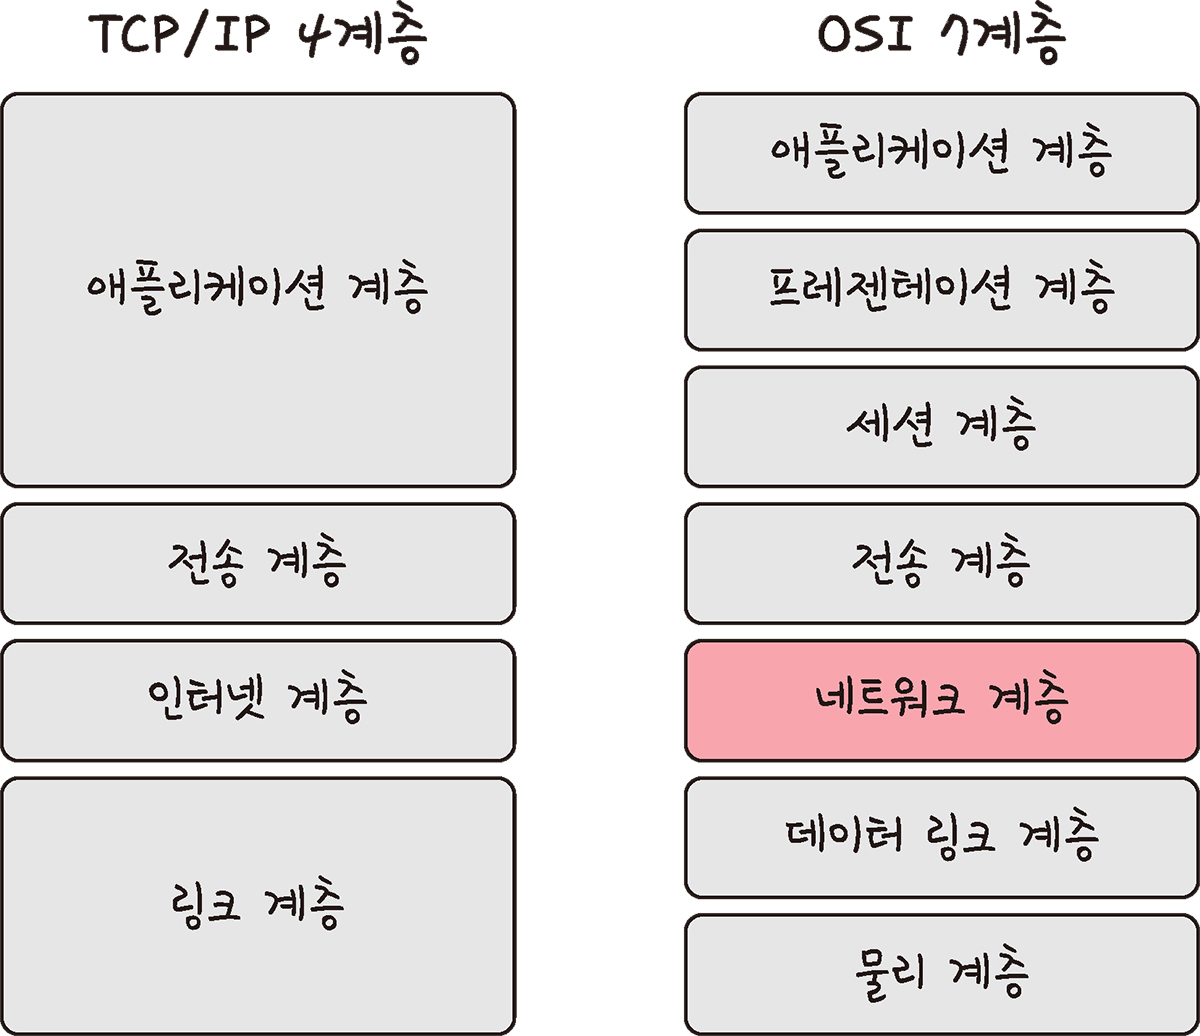 TCP/IP 4계층
애플리케이션 계층
전송 계층
인터넷 계층
링크 계층
OSI 7계층
애플리케이션 계층
프레젠테이션 계층
세션 계층
전송 계층
네트워크 계층
데이터 링크 계층
물리 계층